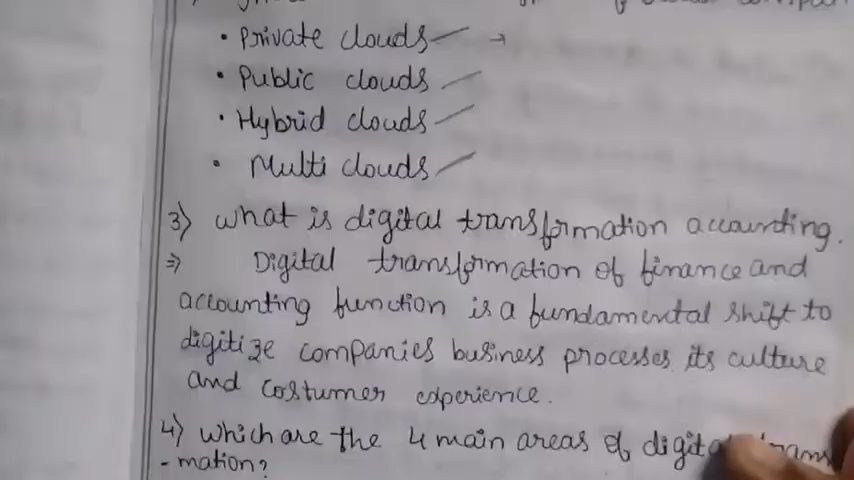 • Private clouds
• Public clouds
• Hybrid clouds
• Multi clouds
3) what is digital transformation accounting.
⇒ Digital transformation of finance and
accounting function is a fundamental shift to
digitize companies business processes its culture
and costumer experience.
4) which are the 4 main areas of digital trans
-mation?